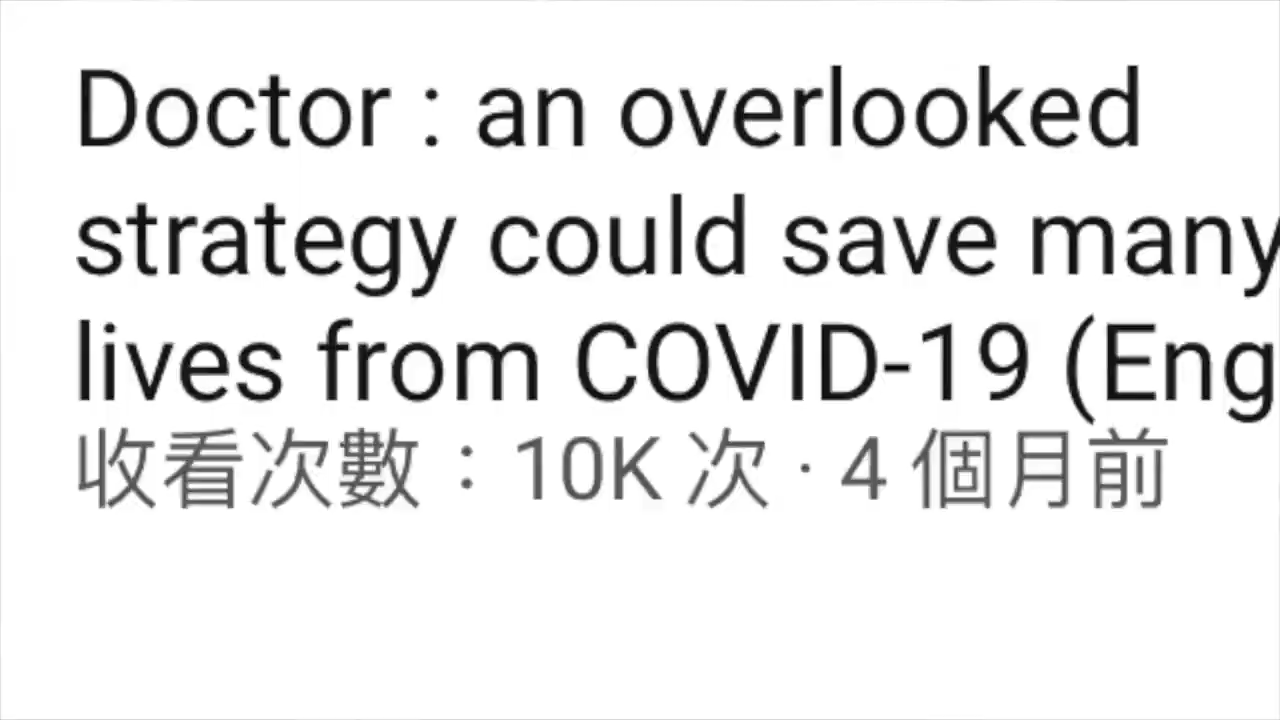 Doctor : an overlooked
strategy could save many
lives from COVID-19 (Eng
收看次數：10K 次 · 4 個月前